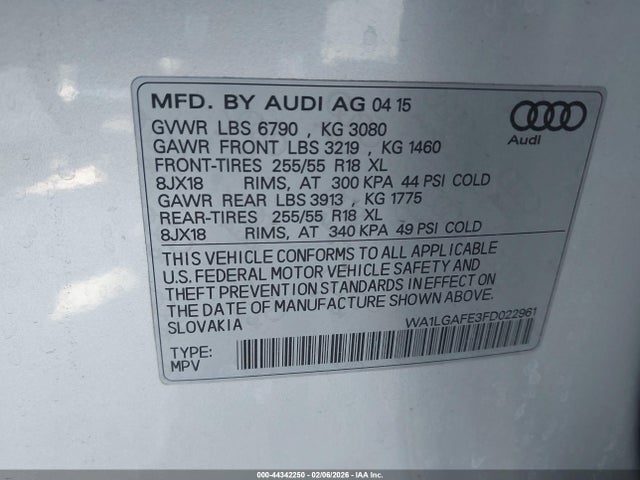 MFD. BY AUDI AG 04 15
Audi
GVWR LBS 6790 , KG 3080
GAWR FRONT LBS 3219 , KG 1460
FRONT-TIRES 255/55 R18 XL
8JX18 RIMS, AT 300 KPA 44 PSI COLD
GAWR REAR LBS 3913 , KG 1775
REAR-TIRES 255/55 R18 XL
8JX18 RIMS, AT 340 KPA 49 PSI COLD
THIS VEHICLE CONFORMS TO ALL APPLICABLE
U.S. FEDERAL MOTOR VEHICLE SAFETY AND
THEFT PREVENTION STANDARDS IN EFFECT ON
THE DATE OF MANUFACTURE SHOWN ABOVE.
SLOVAKIA
WA1LGAFE3FD022961
TYPE:
MPV
000-44342250 - 02/06/2026 - IAA Inc.